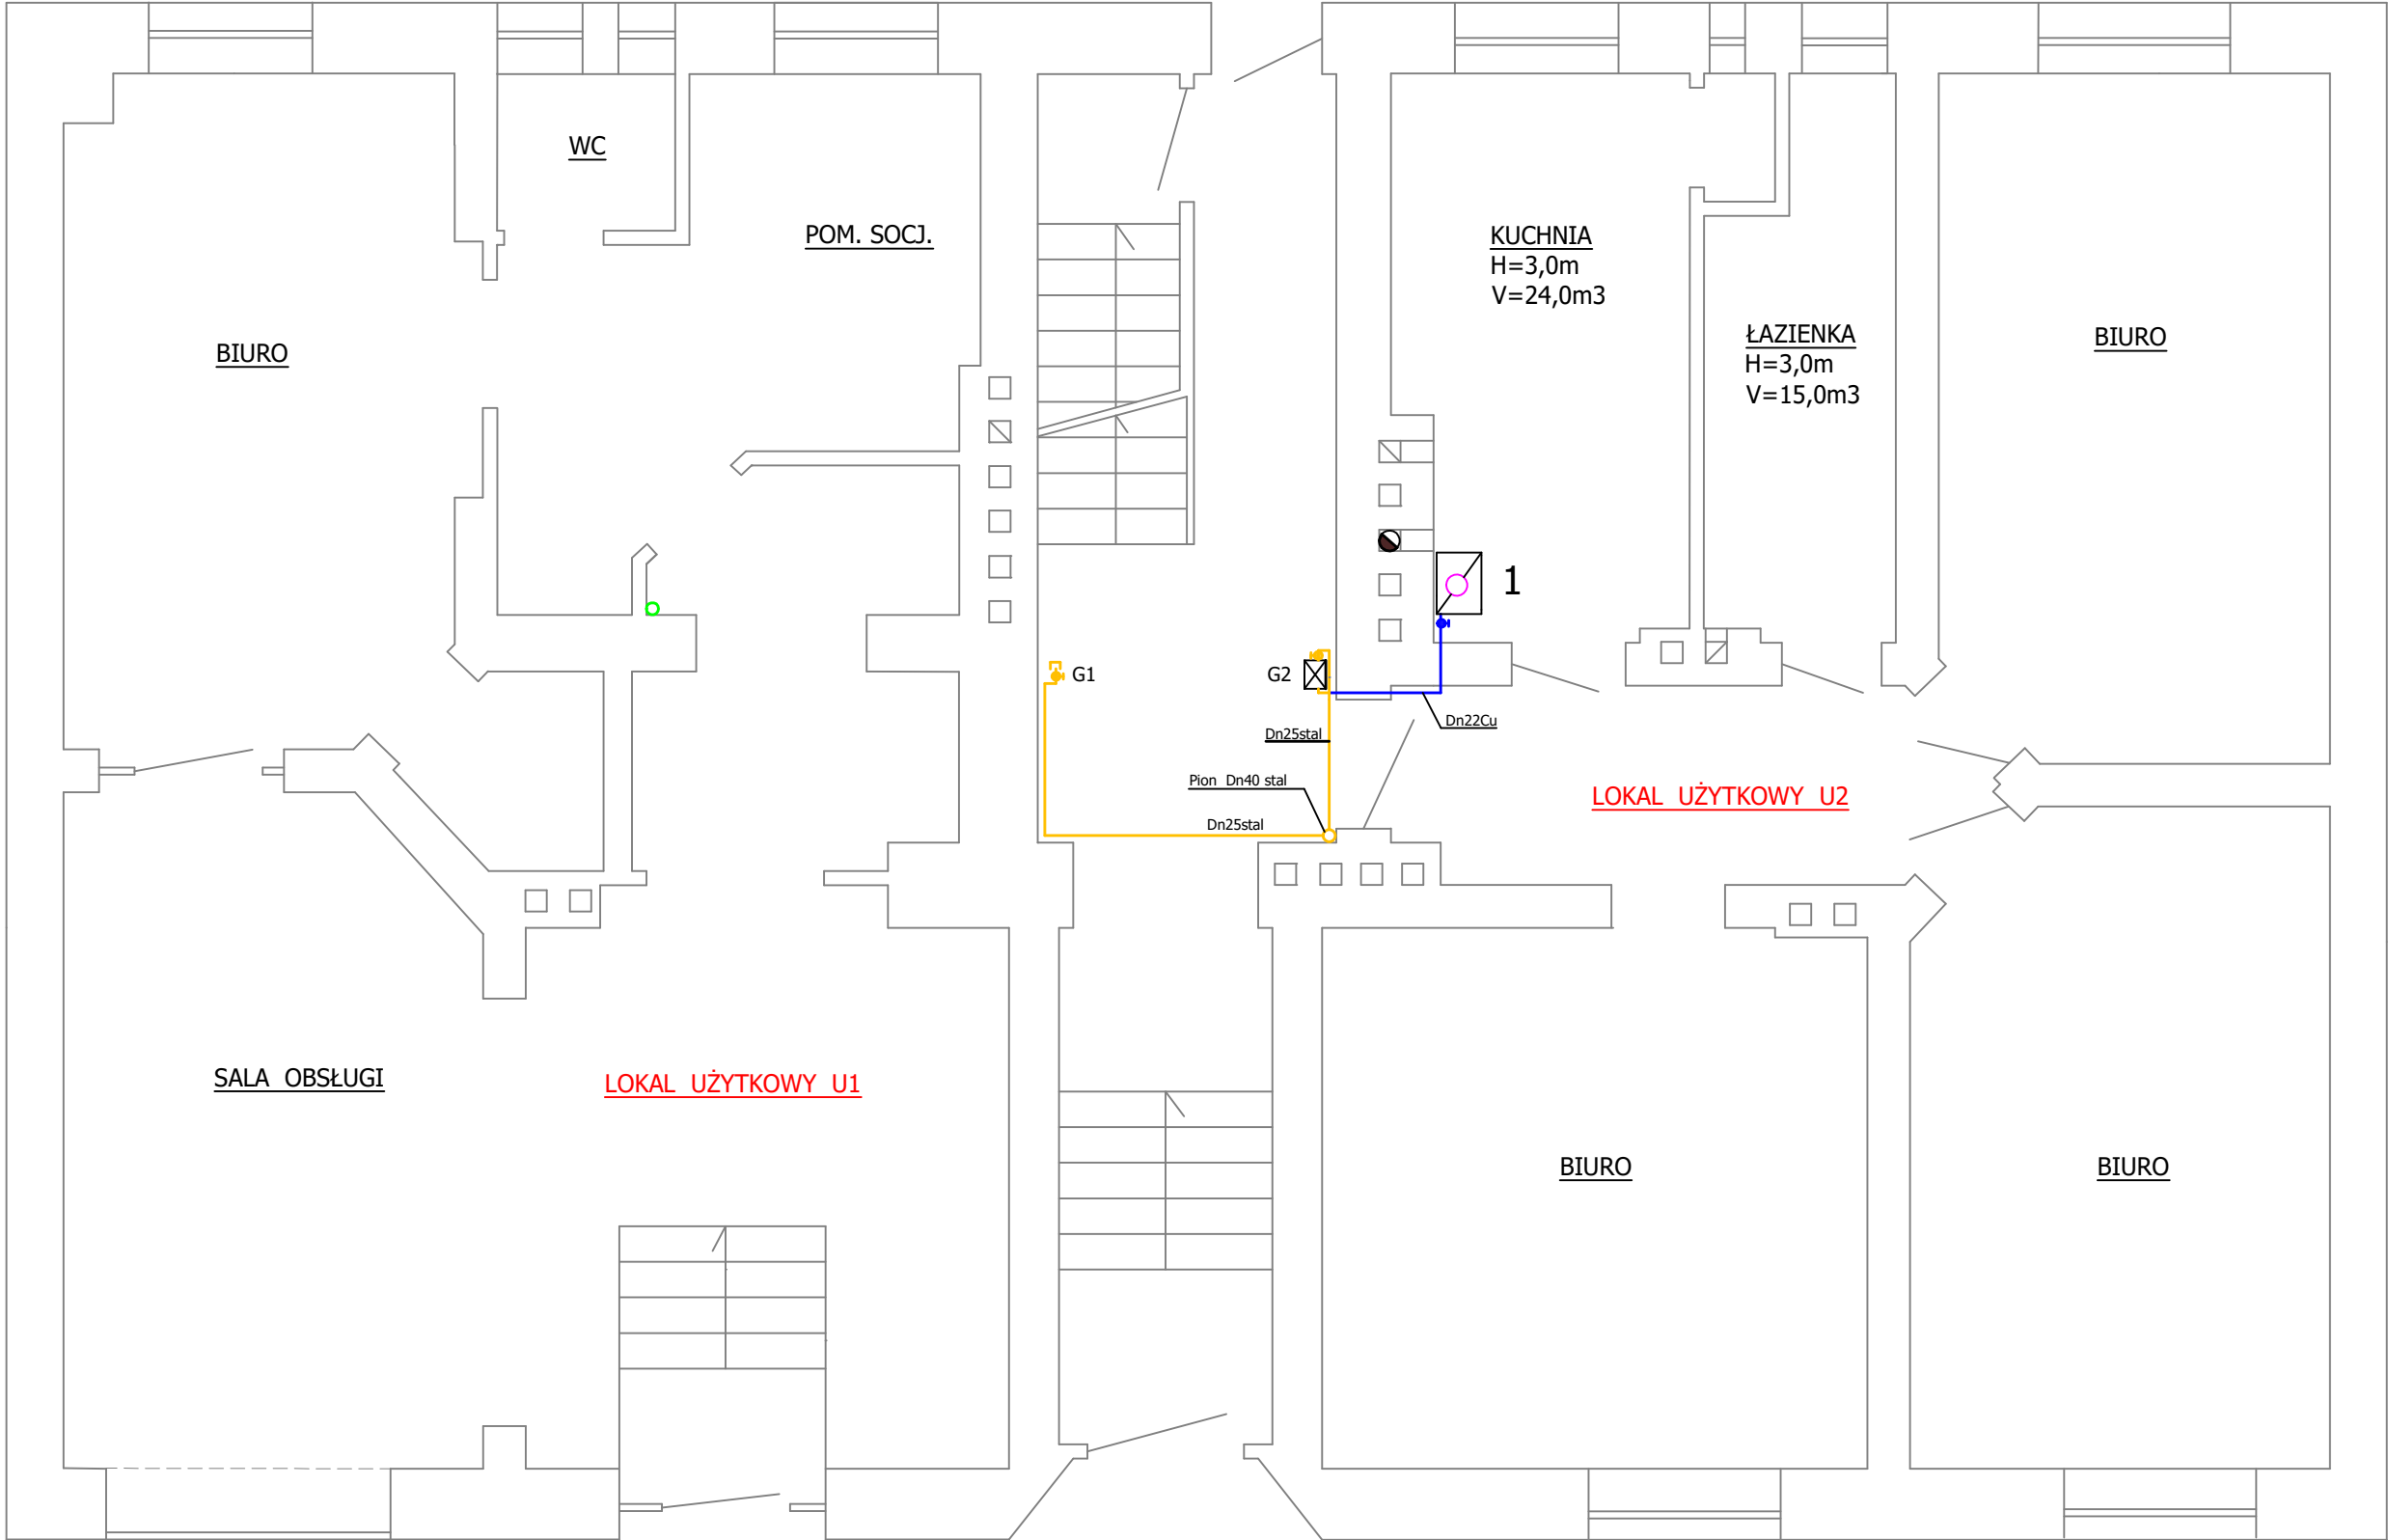 WC
POM. SOCJ.
KUCHNIA
H=3,0m
V=24,0m3
ŁAZIENKA
H=3,0m
V=15,0m3
BIURO
BIURO
1
G1
G2
Dn22Cu
Dn25stal
Pion Dn40 stal
Dn25stal
LOKAL UŻYTKOWY U2
SALA OBSŁUGI
LOKAL UŻYTKOWY U1
BIURO
BIURO